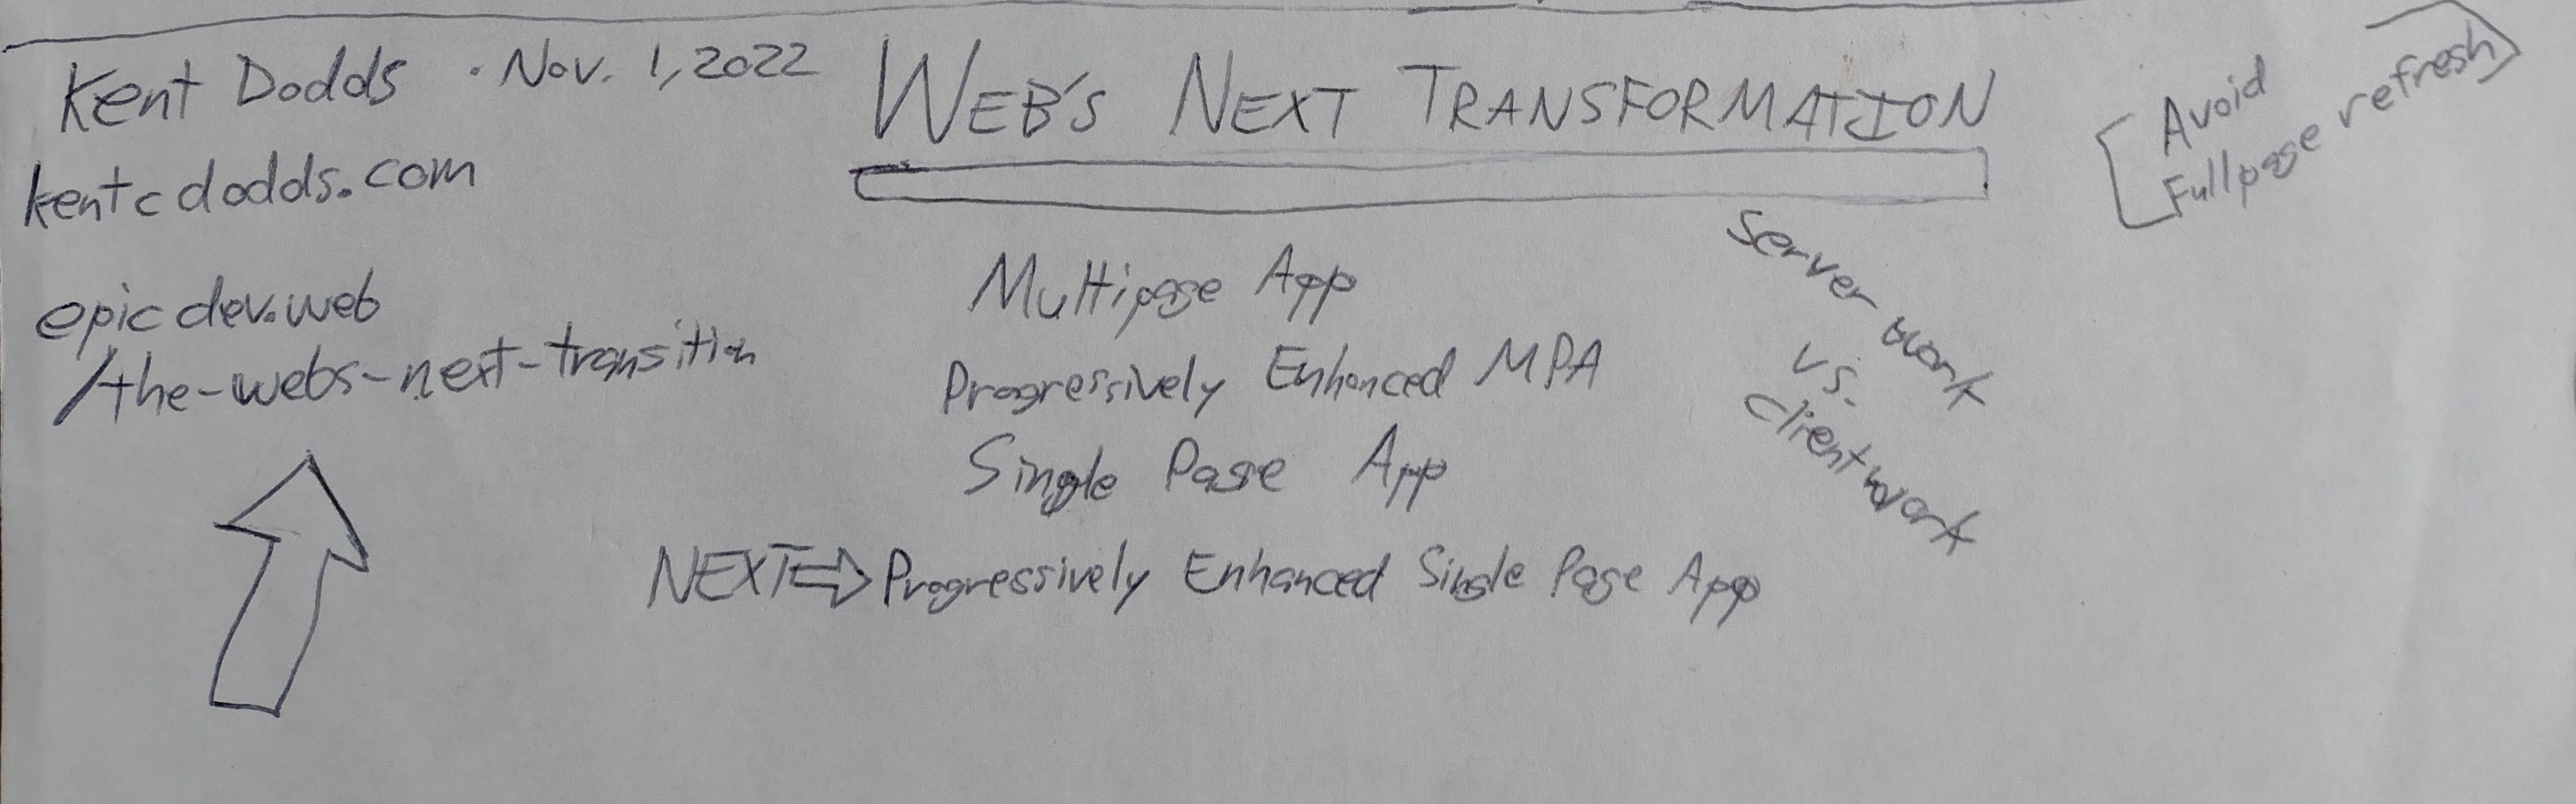 Kent Dodds · Nov. 1, 2022
kentcdodds.com
epicdev.web
/the-webs-next-transition
WEB'S NEXT TRANSFORMATION
Multipage App
Progressively Enhanced MPA
Single Page App
NEXT ⇒ Progressively Enhanced Single Page App
Server work
vs.
Client work
Avoid
Fullpage refresh